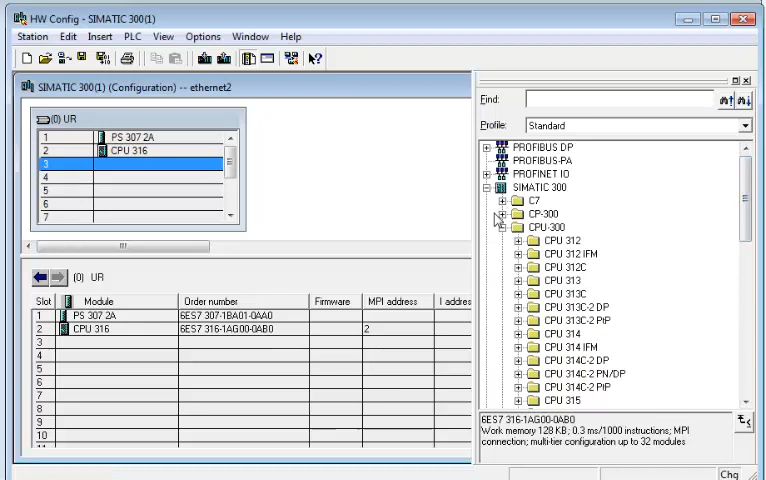 HW Config - SIMATIC 300(1)
Station Edit Insert PLC View Options Window Help
SIMATIC 300(1) (Configuration) -- ethernet2
(0) UR
1 PS 307 2A
2 CPU 316
3
4
5
6
7
(0) UR
Slot Module Order number Firmware MPI address I addres
1 PS 307 2A 6ES7 307-1BA01-0AA0
2 CPU 316 6ES7 316-1AG00-0AB0 2
3
4
5
6
7
8
9
10
Find:
Profile: Standard
PROFIBUS DP
PROFIBUS-PA
PROFINET IO
SIMATIC 300
C7
CP-300
CPU-300
CPU 312
CPU 312 IFM
CPU 312C
CPU 313
CPU 313C
CPU 313C-2 DP
CPU 313C-2 PtP
CPU 314
CPU 314 IFM
CPU 314C-2 DP
CPU 314C-2 PN/DP
CPU 314C-2 PtP
CPU 315
6ES7 316-1AG00-0AB0
Work memory 128 KB; 0.3 ms/1000 instructions; MPI
connection; multi-tier configuration up to 32 modules
Chg